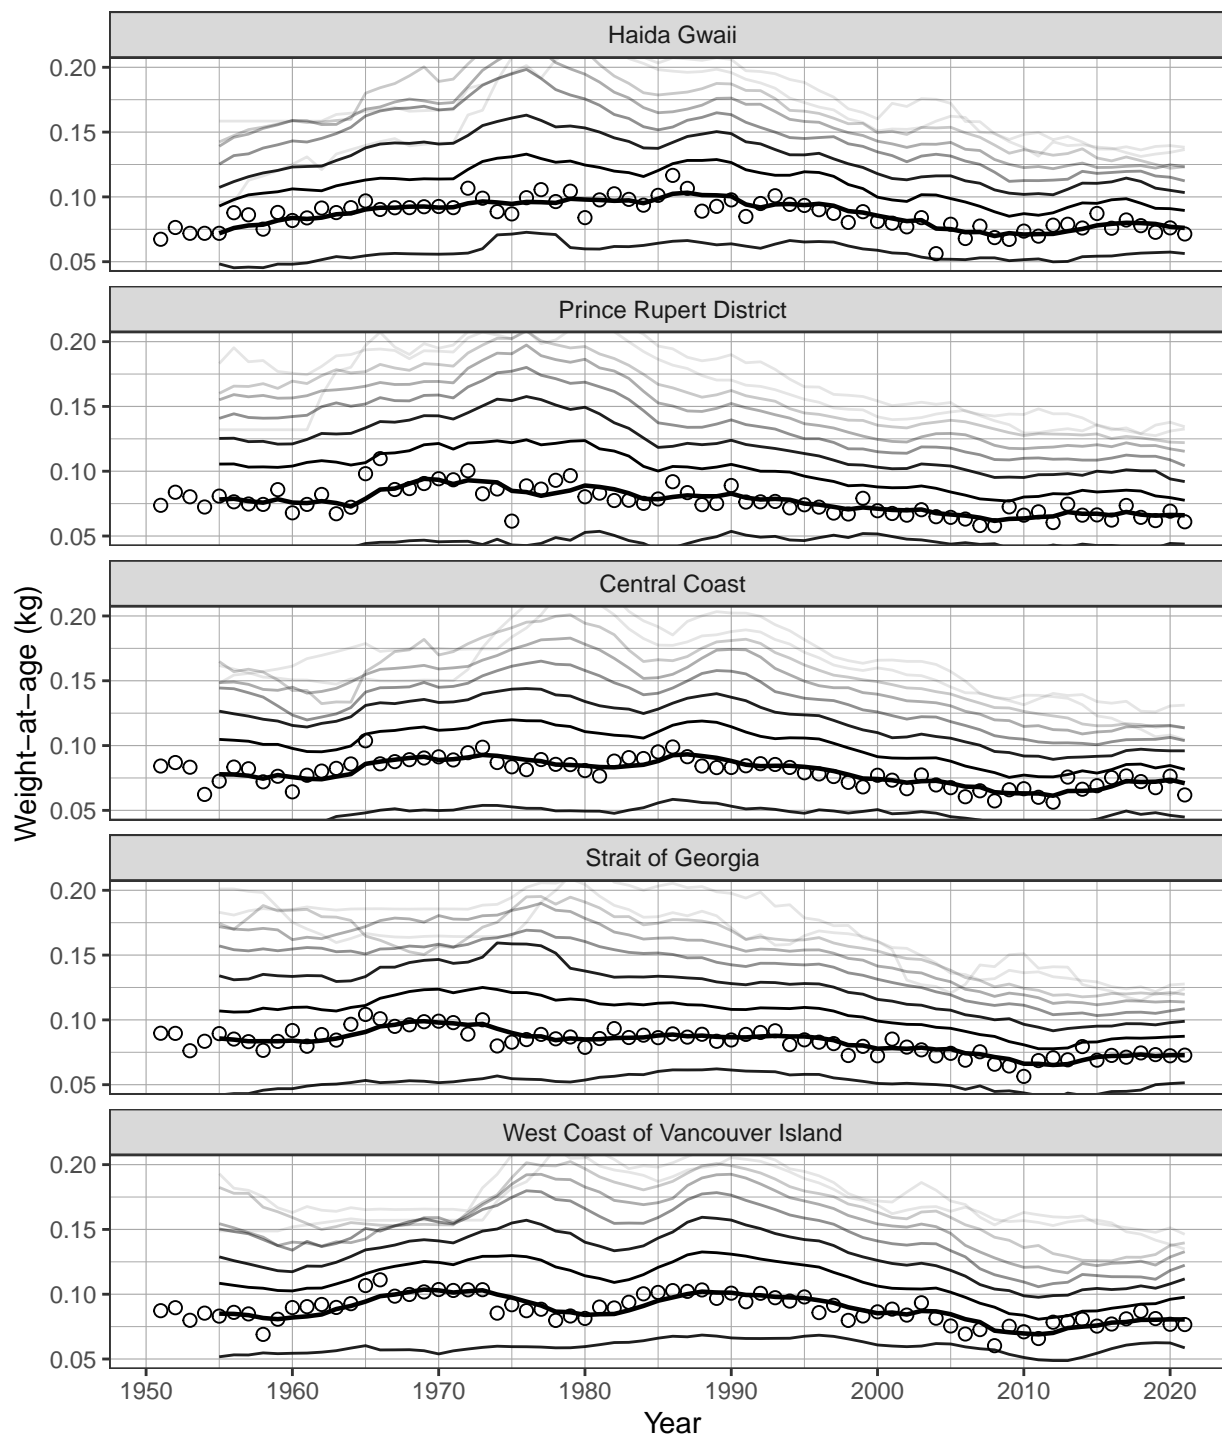 Haida Gwaii
0.20
0.15
0.10
0.05
Prince Rupert District
0.20
0.15
0.10
0.05
Central Coast
0.20
0.15
0.10
0.05
Weight−at−age (kg)
Strait of Georgia
0.20
0.15
0.10
0.05
West Coast of Vancouver Island
0.20
0.15
0.10
0.05
1950 1960 1970 1980 1990 2000 2010 2020
Year